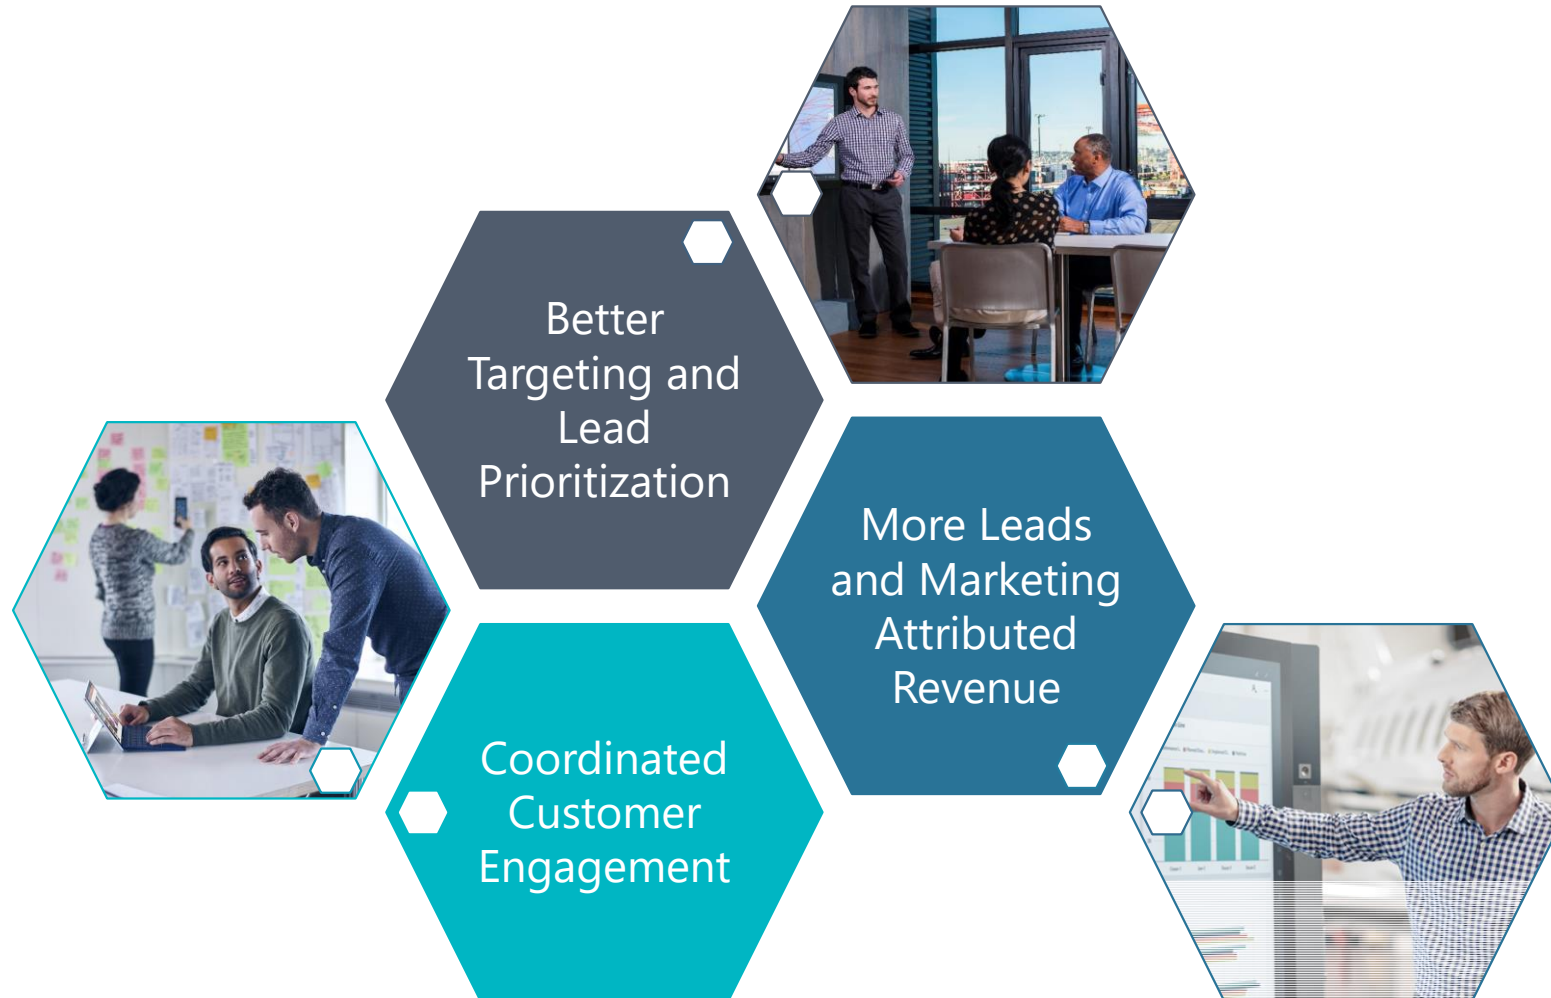 Better
Targeting and
Lead
Prioritization
More Leads
and Marketing
Attributed
Revenue
Coordinated
Customer
Engagement